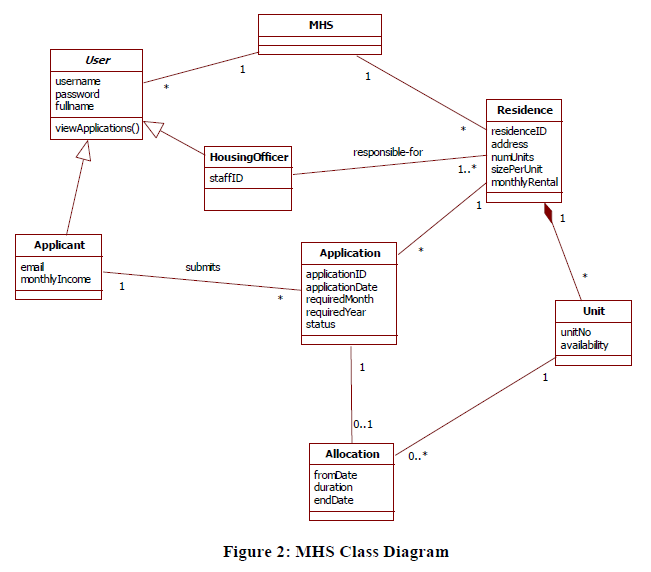 MHS
1
1
*
*
User
username
password
fullname
viewApplications()
Residence
residenceID
address
numUnits
sizePerUnit
monthlyRental
HousingOfficer
staffID
responsible-for
1..*
1
*
1
*
Applicant
email
monthlyIncome
submits
1
*
Application
applicationID
applicationDate
requiredMonth
requiredYear
status
Unit
unitNo
availability
1
1
0..1
0..*
Allocation
fromDate
duration
endDate
Figure 2: MHS Class Diagram